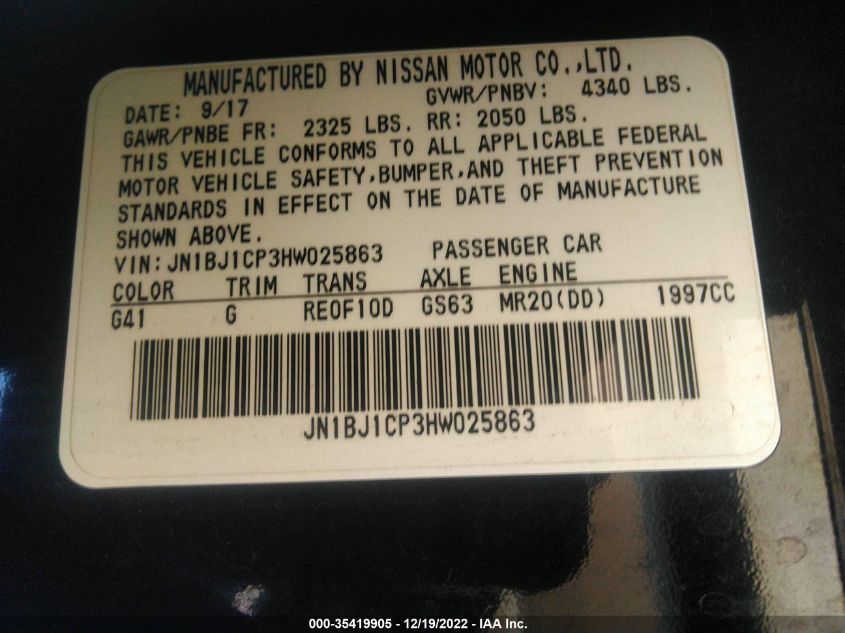 MANUFACTURED BY NISSAN MOTOR CO.,LTD.
DATE: 9/17 GVWR/PNBV: 4340 LBS.
GAWR/PNBE FR: 2325 LBS. RR: 2050 LBS.
THIS VEHICLE CONFORMS TO ALL APPLICABLE FEDERAL
MOTOR VEHICLE SAFETY,BUMPER,AND THEFT PREVENTION
STANDARDS IN EFFECT ON THE DATE OF MANUFACTURE
SHOWN ABOVE.
VIN:JN1BJ1CP3HW025863 PASSENGER CAR
COLOR TRIM TRANS AXLE ENGINE
G41 G RE0F10D GS63 MR20(DD) 1997CC
JN1BJ1CP3HW025863
000-35419905 - 12/19/2022 - IAA Inc.